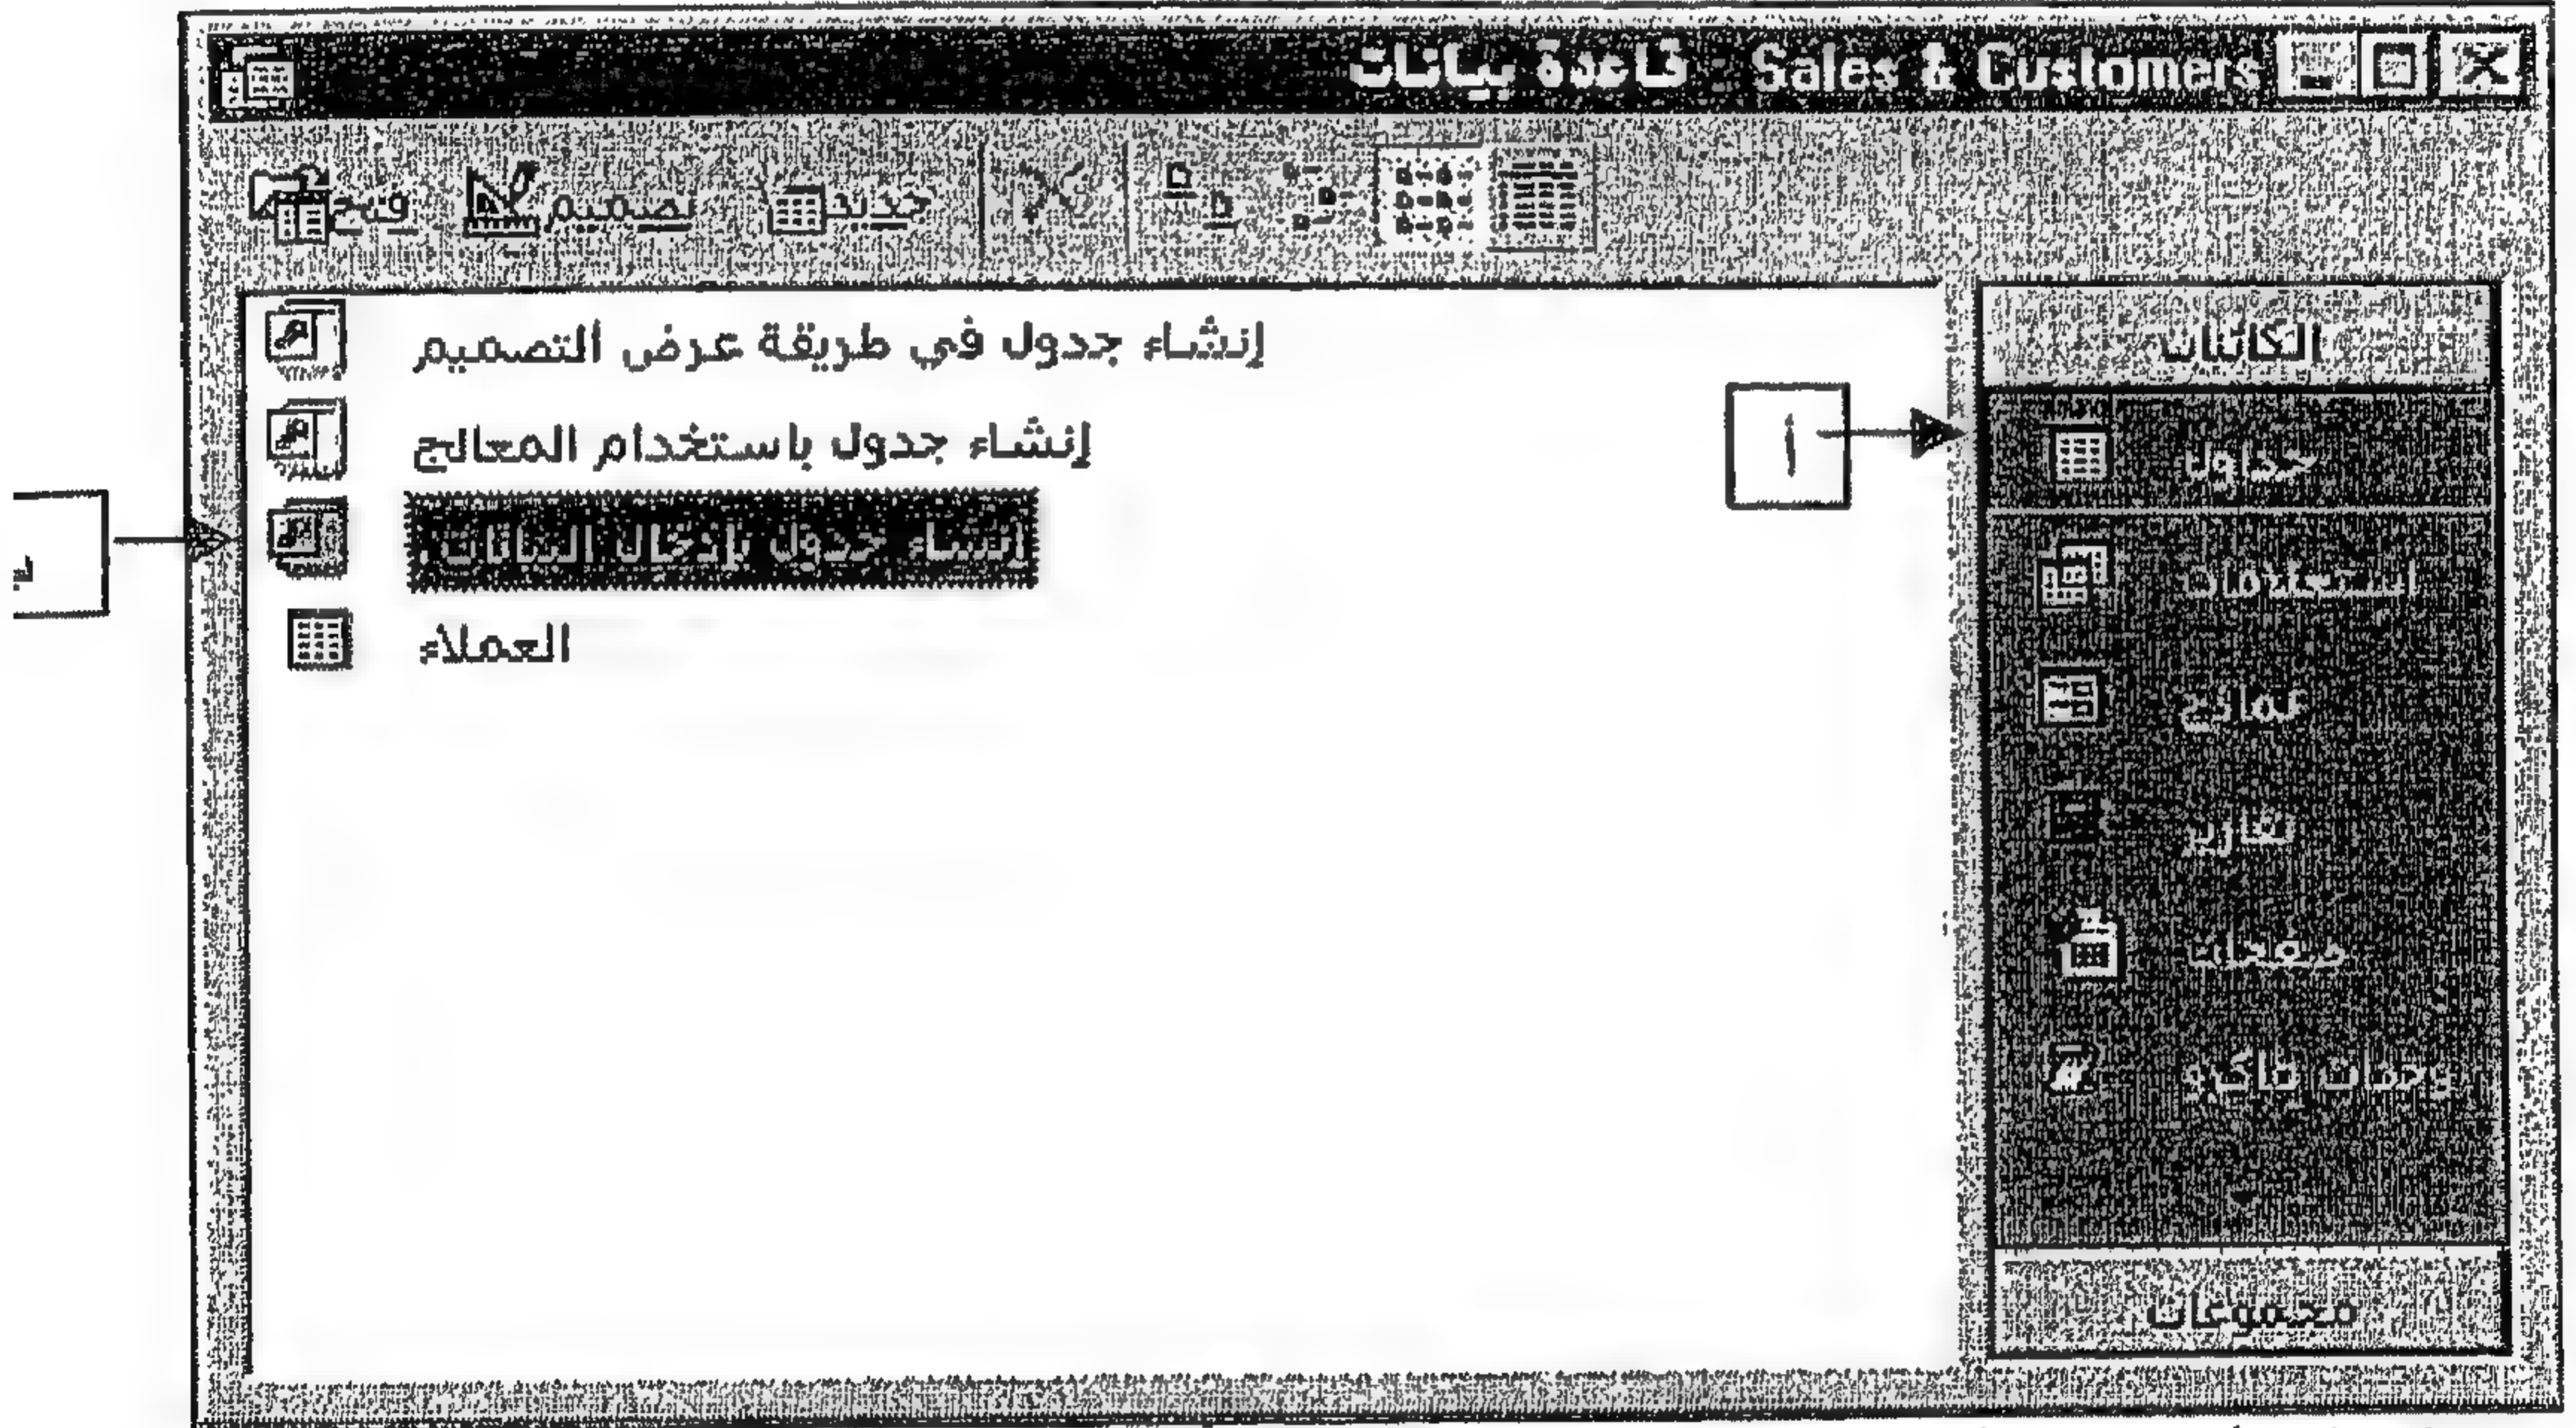 Sales & Customers : قاعدة بيانات
فتح تصميم جديد
الكائنات
جداول
استعلامات
نماذج
تقارير
صفحات
وحدات ماكرو
مجموعات
أ
إنشاء جدول في طريقة عرض التصميم
إنشاء جدول باستخدام المعالج
إنشاء جدول بإدخال البيانات
العملاء